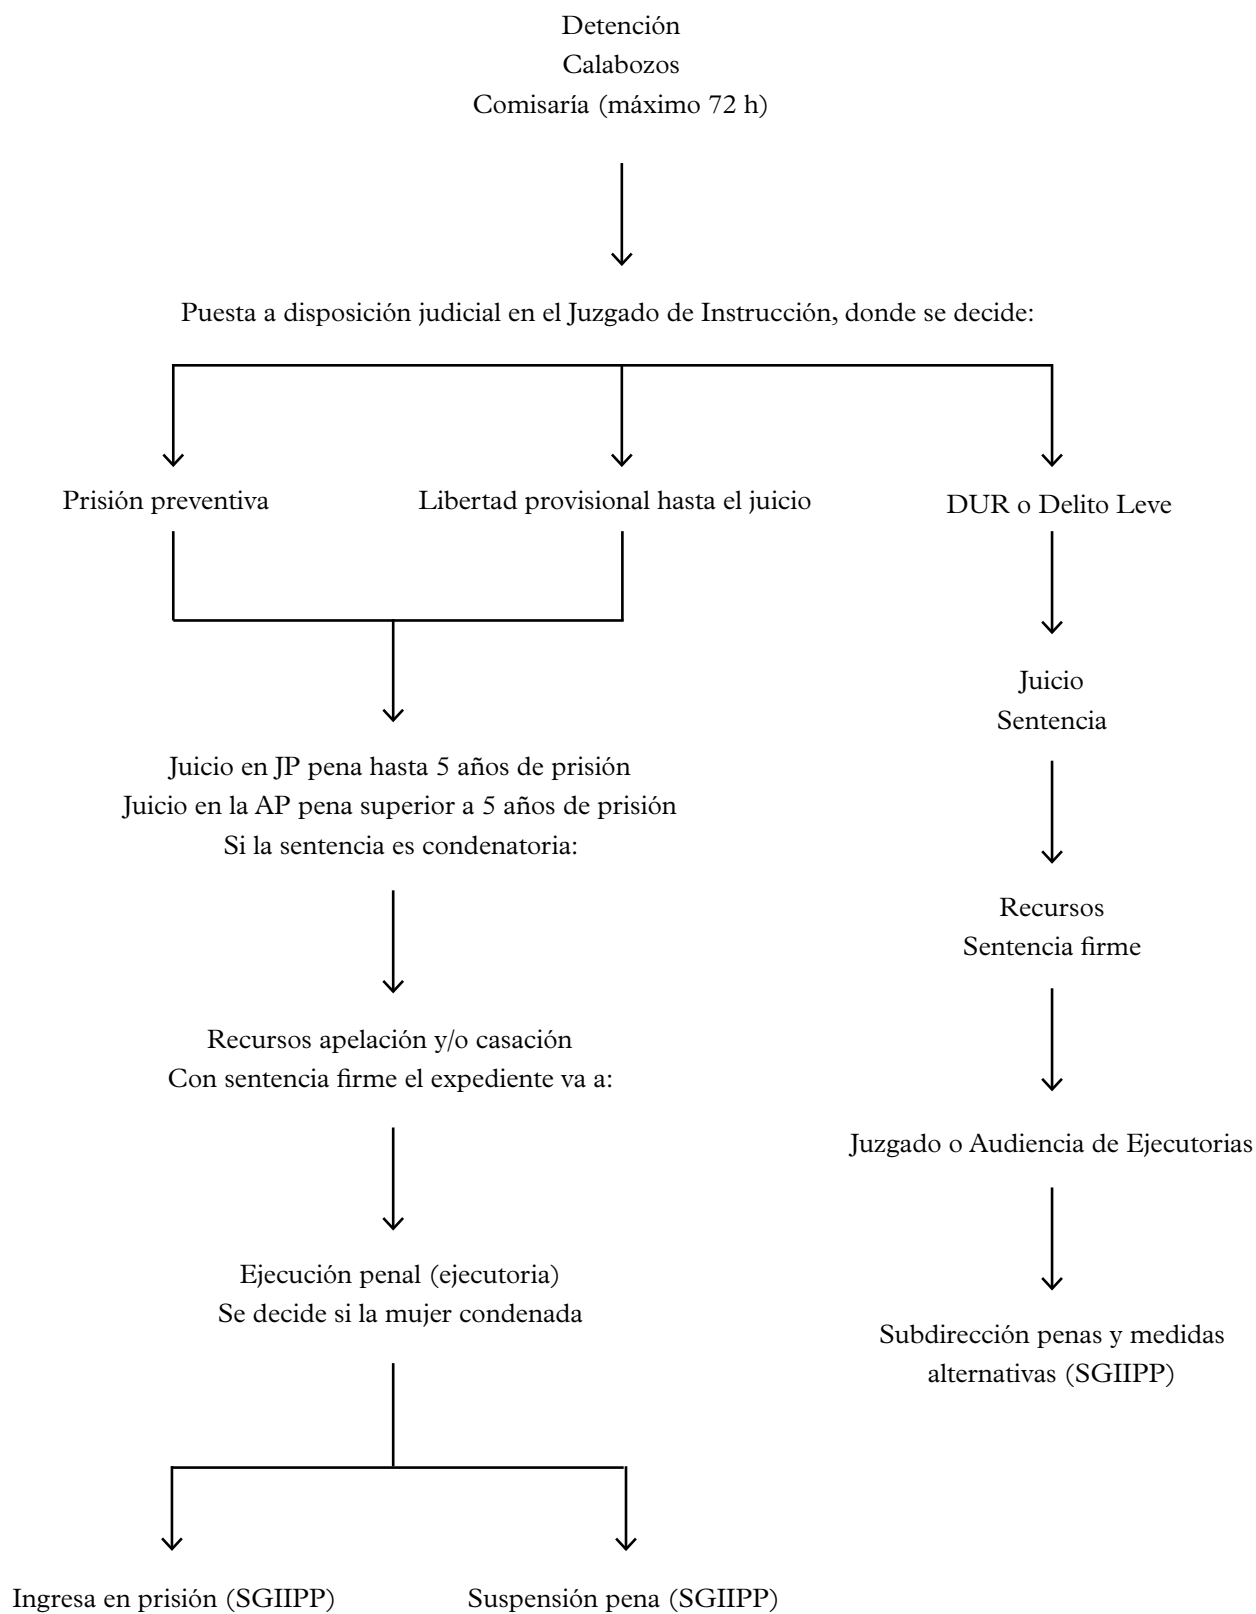 Detención
Calabozos
Comisaría (máximo 72 h)
Puesta a disposición judicial en el Juzgado de Instrucción, donde se decide:
Prisión preventiva
Libertad provisional hasta el juicio
DUR o Delito Leve
Juicio en JP pena hasta 5 años de prisión
Juicio en la AP pena superior a 5 años de prisión
Si la sentencia es condenatoria:
Recursos apelación y/o casación
Con sentencia firme el expediente va a:
Ejecución penal (ejecutoria)
Se decide si la mujer condenada
Ingresa en prisión (SGIIPP)
Suspensión pena (SGIIPP)
Juicio
Sentencia
Recursos
Sentencia firme
Juzgado o Audiencia de Ejecutorias
Subdirección penas y medidas
alternativas (SGIIPP)